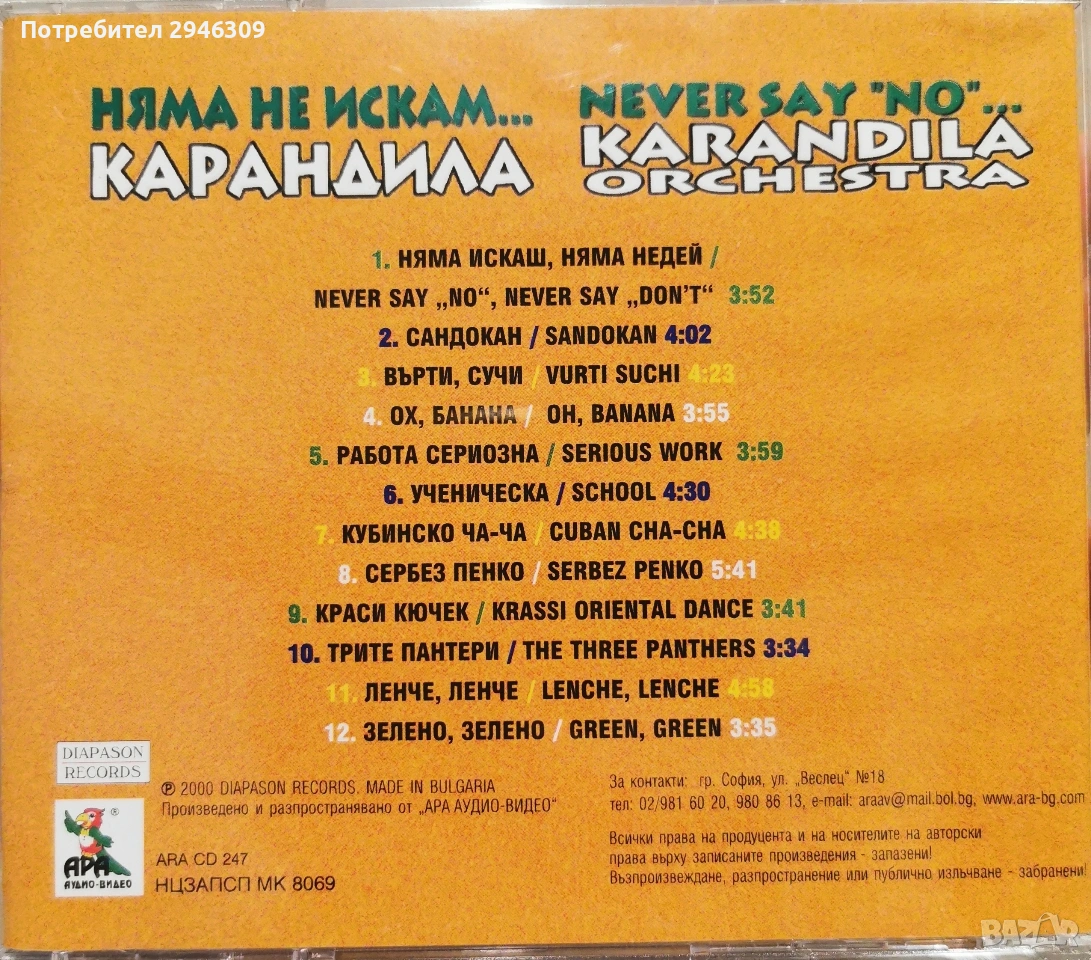 Потребител 2946309
НЯМА НЕ ИСКАМ...
КАРАНДИЛА
NEVER SAY "NO"...
KARANDILA
ORCHESTRA
1. НЯМА ИСКАШ, НЯМА НЕДЕЙ /
NEVER SAY „NO“, NEVER SAY „DON'T“ 3:52
2. САНДОКАН / SANDOKAN 4:02
3. ВЪРТИ, СУЧИ / VURTI SUCHI 4:23
4. ОХ, БАНАНА / OH, BANANA 3:55
5. РАБОТА СЕРИОЗНА / SERIOUS WORK 3:59
6. УЧЕНИЧЕСКА / SCHOOL 4:30
7. КУБИНСКО ЧА-ЧА / CUBAN CHA-CHA 4:38
8. СЕРБЕЗ ПЕНКО / SERBEZ PENKO 5:41
9. КРАСИ КЮЧЕК / KRASSI ORIENTAL DANCE 3:41
10. ТРИТЕ ПАНТЕРИ / THE THREE PANTHERS 3:34
11. ЛЕНЧЕ, ЛЕНЧЕ / LENCHE, LENCHE 4:58
12. ЗЕЛЕНО, ЗЕЛЕНО / GREEN, GREEN 3:35
DIAPASON
RECORDS
℗ 2000 DIAPASON RECORDS. MADE IN BULGARIA
Произведено и разпространявано от „АРА АУДИО-ВИДЕО“
®
АРА
АУДИО-ВИДЕО
ARA CD 247
НЦЗАПСП МК 8069
За контакти: гр. София, ул. „Веслец“ №18
тел: 02/981 60 20, 980 86 13, e-mail: araav@mail.bol.bg, www.ara-bg.com
Всички права на продуцента и на носителите на авторски
права върху записаните произведения - запазени!
Възпроизвеждане, разпространение или публично излъчване - забранени!
BAZAR